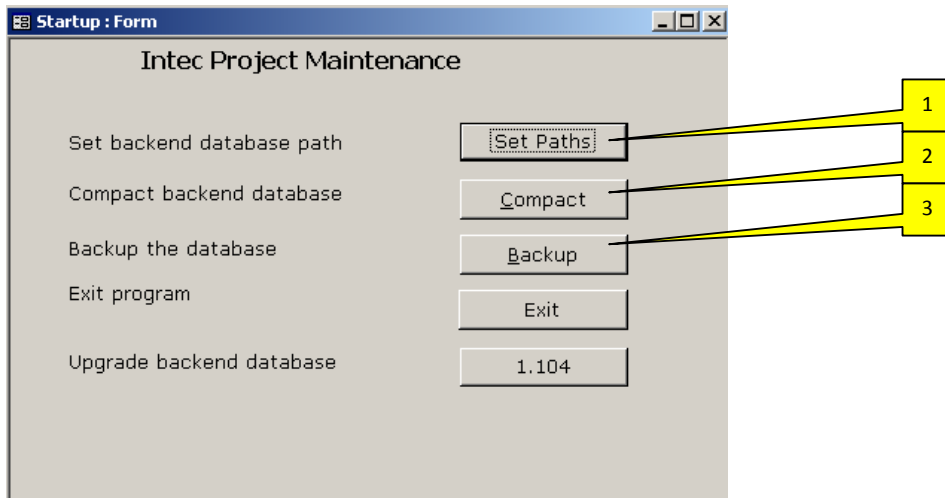 Startup : Form
Intec Project Maintenance
Set backend database path Set Paths 1
Compact backend database Compact 2
Backup the database Backup 3
Exit program Exit
Upgrade backend database 1.104